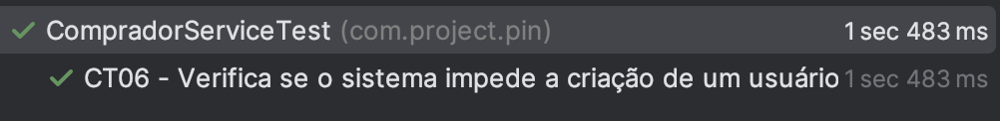 CompradorServiceTest (com.project.pin) 1 sec 483 ms
CT06 - Verifica se o sistema impede a criação de um usuário 1 sec 483 ms